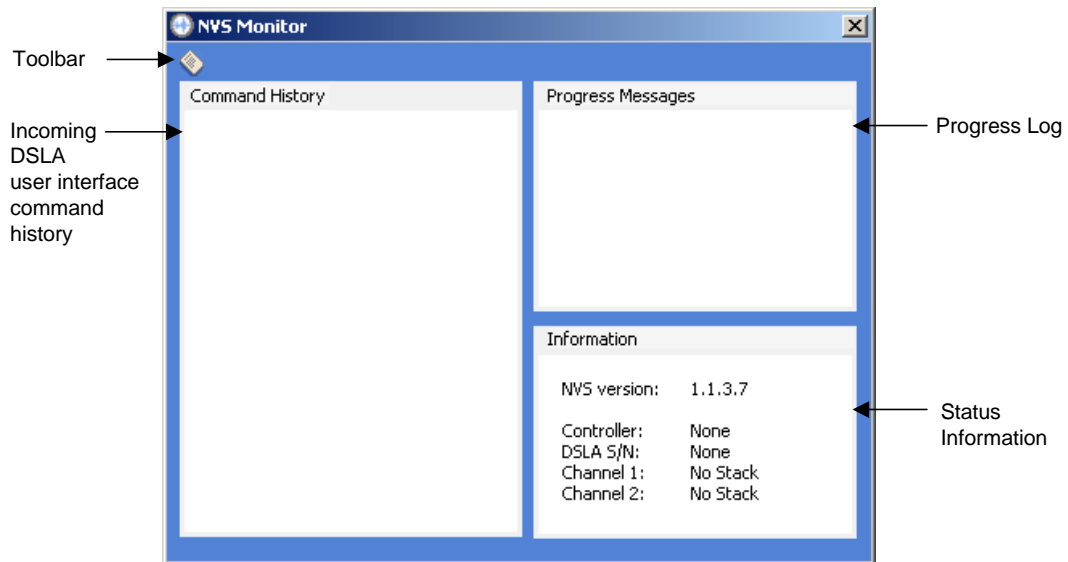 NVS Monitor
Toolbar
Command History
Progress Messages
Incoming
DSLA
user interface
command
history
Progress Log
Information
NVS version: 1.1.3.7
Controller: None
DSLA S/N: None
Channel 1: No Stack
Channel 2: No Stack
Status
Information